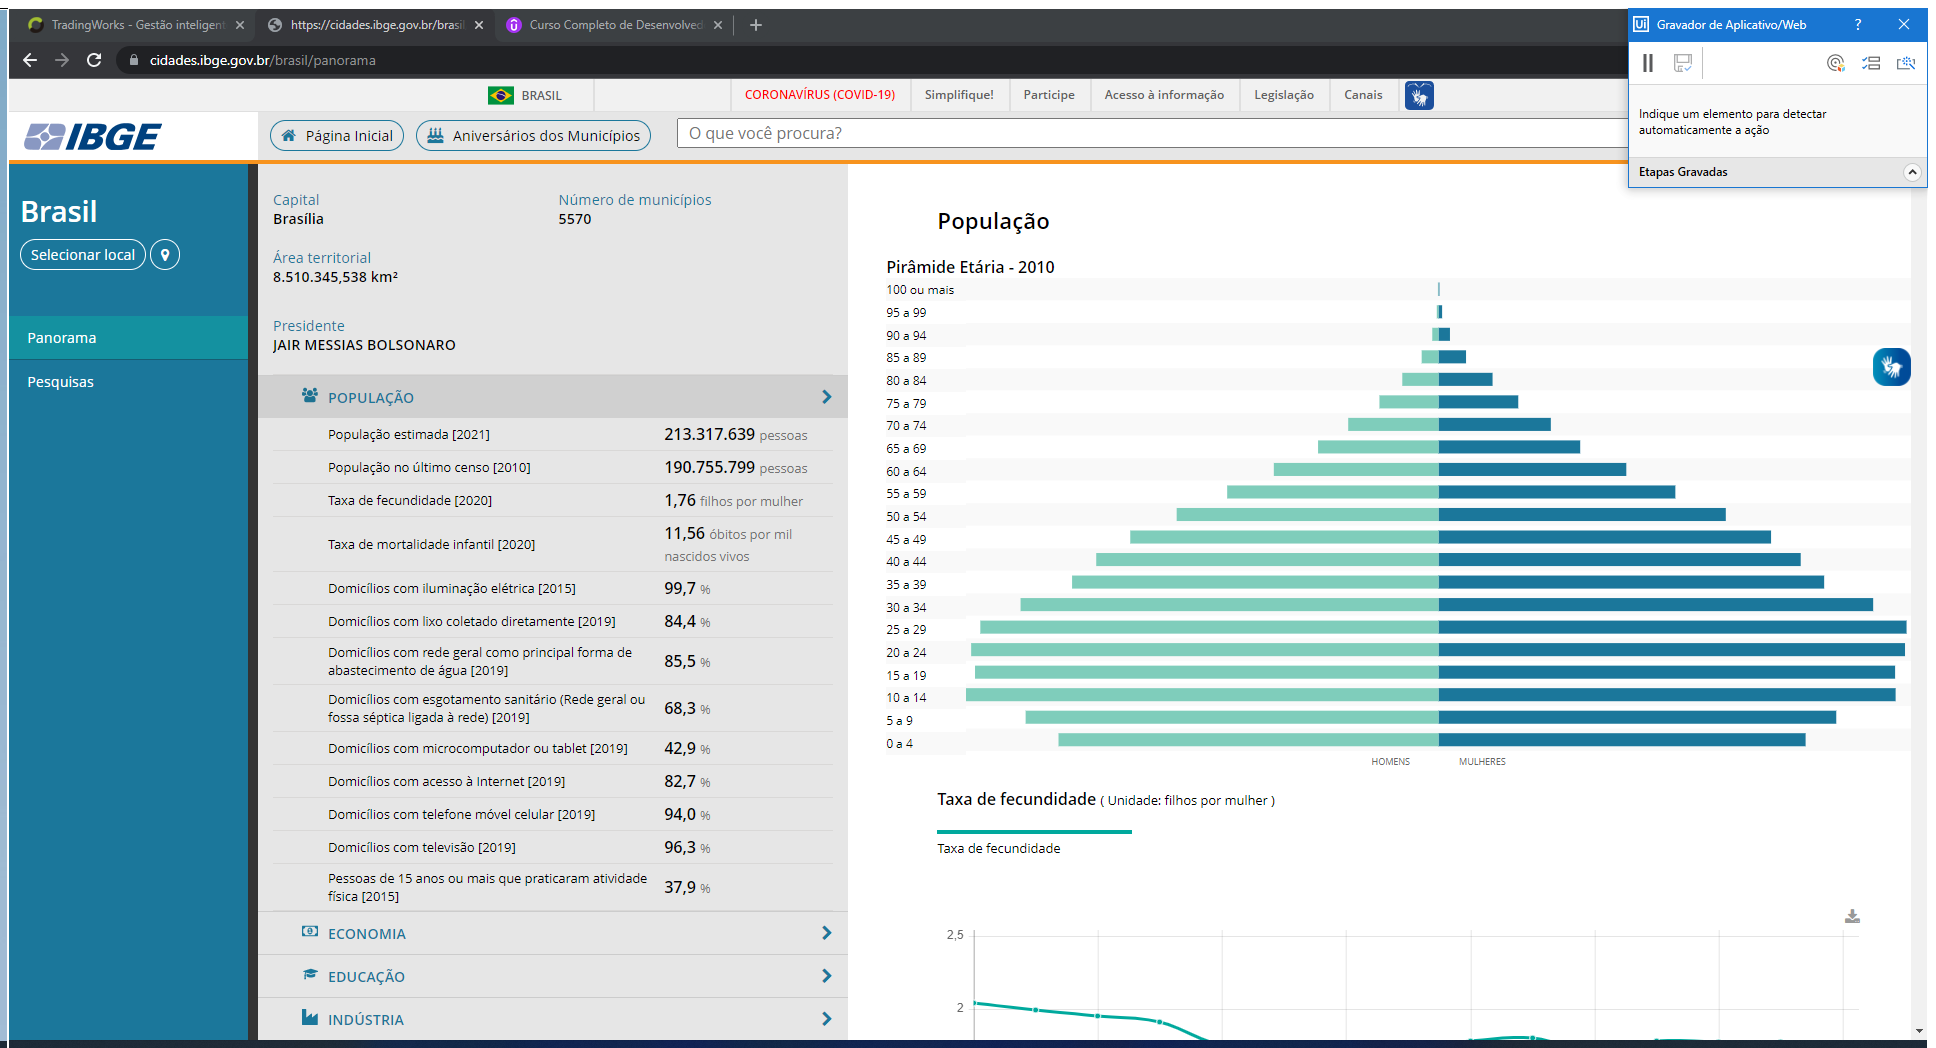 TradingWorks - Gestão inteligent
https://cidades.ibge.gov.br/brasil
Curso Completo de Desenvolved
cidades.ibge.gov.br/brasil/panorama
Ui Gravador de Aplicativo/Web ?
Indique um elemento para detectar
automaticamente a ação
Etapas Gravadas
BRASIL
CORONAVÍRUS (COVID-19)
Simplifique!
Participe
Acesso à informação
Legislação
Canais
IBGE
Página Inicial
Aniversários dos Municípios
O que você procura?
Brasil
Selecionar local
Panorama
Pesquisas
Capital
Brasília
Número de municípios
5570
Área territorial
8.510.345,538 km²
Presidente
JAIR MESSIAS BOLSONARO
POPULAÇÃO
População estimada [2021] 213.317.639 pessoas
População no último censo [2010] 190.755.799 pessoas
Taxa de fecundidade [2020] 1,76 filhos por mulher
Taxa de mortalidade infantil [2020] 11,56 óbitos por mil
nascidos vivos
Domicílios com iluminação elétrica [2015] 99,7 %
Domicílios com lixo coletado diretamente [2019] 84,4 %
Domicílios com rede geral como principal forma de
abastecimento de água [2019] 85,5 %
Domicílios com esgotamento sanitário (Rede geral ou
fossa séptica ligada à rede) [2019] 68,3 %
Domicílios com microcomputador ou tablet [2019] 42,9 %
Domicílios com acesso à Internet [2019] 82,7 %
Domicílios com telefone móvel celular [2019] 94,0 %
Domicílios com televisão [2019] 96,3 %
Pessoas de 15 anos ou mais que praticaram atividade
física [2015] 37,9 %
ECONOMIA
EDUCAÇÃO
INDÚSTRIA
População
Pirâmide Etária - 2010
100 ou mais
95 a 99
90 a 94
85 a 89
80 a 84
75 a 79
70 a 74
65 a 69
60 a 64
55 a 59
50 a 54
45 a 49
40 a 44
35 a 39
30 a 34
25 a 29
20 a 24
15 a 19
10 a 14
5 a 9
0 a 4
HOMENS MULHERES
Taxa de fecundidade ( Unidade: filhos por mulher )
Taxa de fecundidade
2,5
2